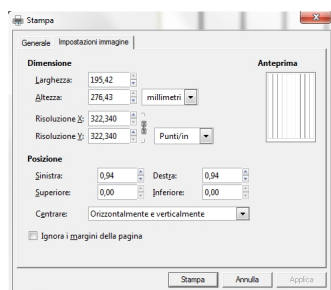 Stampa
Generale Impostazioni immagine
Dimensione Anteprima
Larghezza: 195,42
Altezza: 276,43 millimetri
Risoluzione X: 322,340
Risoluzione Y: 322,340 Punti/in
Posizione
Sinistra: 0,94 Destra: 0,94
Superiore: 0,00 Inferiore: 0,00
Centrare: Orizzontalmente e verticalmente
Ignora i margini della pagina
Stampa Annulla Applica